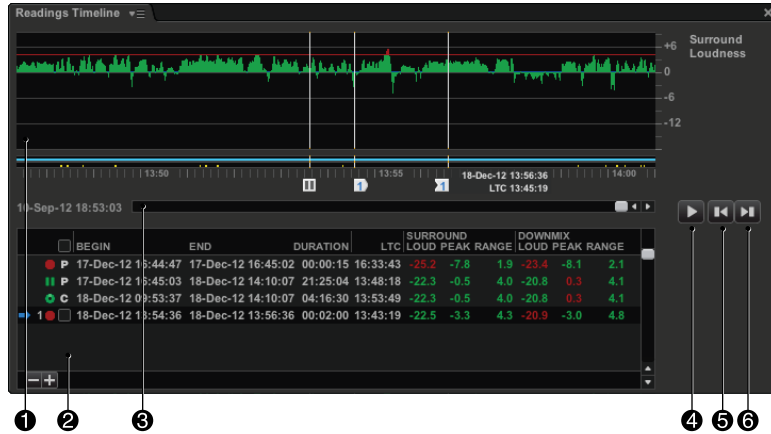 Readings Timeline
Surround
Loudness
+6
0
-6
-12
13:50
13:55
14:00
18-Dec-12 13:56:36
LTC 13:45:19
1
1
10-Sep-12 18:53:03
SURROUND DOWNMIX
BEGIN END DURATION LTC LOUD PEAK RANGE LOUD PEAK RANGE
P 17-Dec-12 16:44:47 17-Dec-12 16:45:02 00:00:15 16:33:43 -25.2 -7.8 1.9 -23.4 -8.1 2.1
P 17-Dec-12 16:45:03 18-Dec-12 14:10:07 21:25:04 13:48:18 -22.3 -0.5 4.0 -20.8 0.3 4.1
C 18-Dec-12 09:53:37 18-Dec-12 14:10:07 04:16:30 13:53:49 -22.3 -0.5 4.0 -20.8 0.3 4.1
1 18-Dec-12 13:54:36 18-Dec-12 13:56:36 00:02:00 13:43:19 -22.5 -3.3 4.3 -20.9 -3.0 4.8
1 2 3 4 5 6